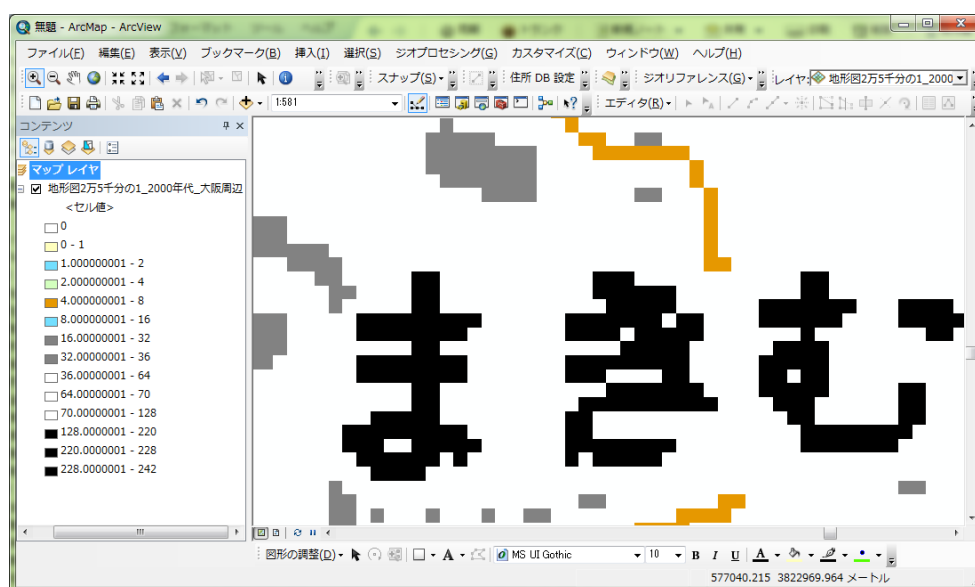 無題 - ArcMap - ArcView
ファイル(F) 編集(E) 表示(V) ブックマーク(B) 挿入(I) 選択(S) ジオプロセシング(G) カスタマイズ(C) ウィンドウ(W) ヘルプ(H)
スナップ(S) 住所 DB 設定 ジオリファレンス(G) レイヤ: 地形図2万5千分の1_2000
1:581 エディタ(R)
コンテンツ
マップ レイヤ
地形図2万5千分の1_2000年代_大阪周辺
<セル値>
0
0 - 1
1.000000001 - 2
2.000000001 - 4
4.000000001 - 8
8.00000001 - 16
16.00000001 - 32
32.00000001 - 36
36.00000001 - 64
64.00000001 - 70
70.00000001 - 128
128.0000001 - 220
220.0000001 - 228
228.0000001 - 242
まきむ
図形の調整(D) A MS UI Gothic 10 B I U A
577040.215 3822969.964 メートル